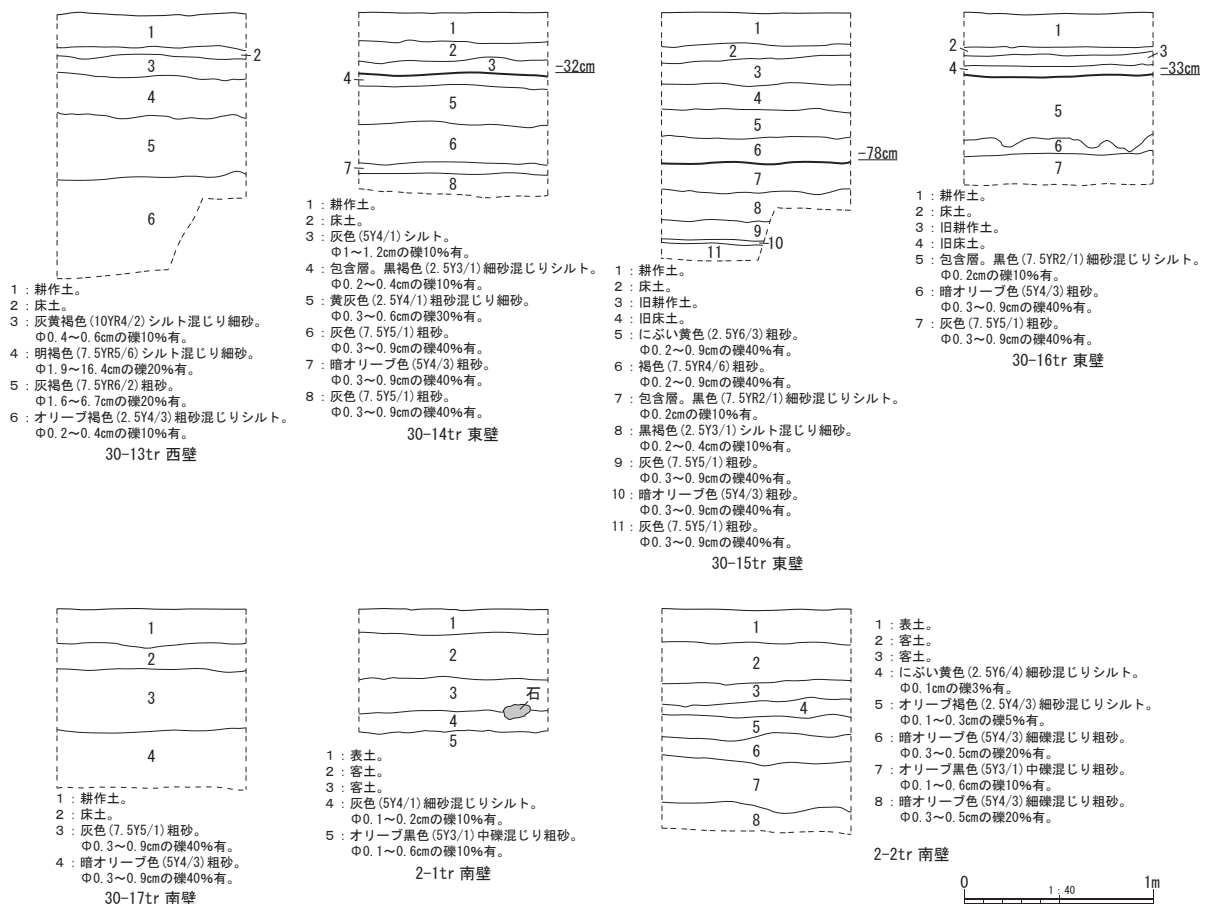 1
2
3
4
5
6
1：耕作土。
2：床土。
3：灰黄褐色(10YR4/2)シルト混じり細砂。
Φ0.4～0.6cmの礫10%有。
4：明褐色(7.5YR5/6)シルト混じり細砂。
Φ1.9～16.4cmの礫20%有。
5：灰褐色(7.5YR6/2)粗砂。
Φ1.6～6.7cmの礫20%有。
6：オリーブ褐色(2.5Y4/3)粗砂混じりシルト。
Φ0.2～0.4cmの礫10%有。
30-13tr 西壁
1
2
3
-32cm
4
5
6
7
8
1：耕作土。
2：床土。
3：灰色(5Y4/1)シルト。
Φ1～1.2cmの礫10%有。
4：包含層。黒褐色(2.5Y3/1)細砂混じりシルト。
Φ0.2～0.4cmの礫10%有。
5：黄灰色(2.5Y4/1)粗砂混じり細砂。
Φ0.3～0.6cmの礫30%有。
6：灰色(7.5Y5/1)粗砂。
Φ0.3～0.9cmの礫40%有。
7：暗オリーブ色(5Y4/3)粗砂。
Φ0.3～0.9cmの礫40%有。
8：灰色(7.5Y5/1)粗砂。
Φ0.3～0.9cmの礫40%有。
30-14tr 東壁
1
2
3
4
5
6
-78cm
7
8
9
10
11
1：耕作土。
2：床土。
3：旧耕作土。
4：旧床土。
5：にぶい黄色(2.5Y6/3)粗砂。
Φ0.2～0.9cmの礫40%有。
6：褐色(7.5YR4/6)粗砂。
Φ0.2～0.9cmの礫40%有。
7：包含層。黒色(7.5YR2/1)細砂混じりシルト。
Φ0.2cmの礫10%有。
8：黒褐色(2.5Y3/1)シルト混じり細砂。
Φ0.2～0.4cmの礫10%有。
9：灰色(7.5Y5/1)粗砂。
Φ0.3～0.9cmの礫40%有。
10：暗オリーブ色(5Y4/3)粗砂。
Φ0.3～0.9cmの礫40%有。
11：灰色(7.5Y5/1)粗砂。
Φ0.3～0.9cmの礫40%有。
30-15tr 東壁
1
2
3
4
-33cm
5
6
7
1：耕作土。
2：床土。
3：旧耕作土。
4：旧床土。
5：包含層。黒色(7.5YR2/1)細砂混じりシルト。
Φ0.2cmの礫10%有。
6：暗オリーブ色(5Y4/3)粗砂。
Φ0.3～0.9cmの礫40%有。
7：灰色(7.5Y5/1)粗砂。
Φ0.3～0.9cmの礫40%有。
30-16tr 東壁
1
2
3
4
1：耕作土。
2：床土。
3：灰色(7.5Y5/1)粗砂。
Φ0.3～0.9cmの礫40%有。
4：暗オリーブ色(5Y4/3)粗砂。
Φ0.3～0.9cmの礫40%有。
30-17tr 南壁
1
2
3
石
4
5
1：表土。
2：客土。
3：客土。
4：灰色(5Y4/1)細砂混じりシルト。
Φ0.1～0.2cmの礫10%有。
5：オリーブ黒色(5Y3/1)中礫混じり粗砂。
Φ0.1～0.6cmの礫10%有。
2-1tr 南壁
1
2
3
4
5
6
7
8
1：表土。
2：客土。
3：客土。
4：にぶい黄色(2.5Y6/4)細砂混じりシルト。
Φ0.1cmの礫3%有。
5：オリーブ褐色(2.5Y4/3)細砂混じりシルト。
Φ0.1～0.3cmの礫5%有。
6：暗オリーブ色(5Y4/3)細礫混じり粗砂。
Φ0.3～0.5cmの礫20%有。
7：オリーブ黒色(5Y3/1)中礫混じり粗砂。
Φ0.1～0.6cmの礫10%有。
8：暗オリーブ色(5Y4/3)細礫混じり粗砂。
Φ0.3～0.5cmの礫20%有。
2-2tr 南壁
0 1：40 1m